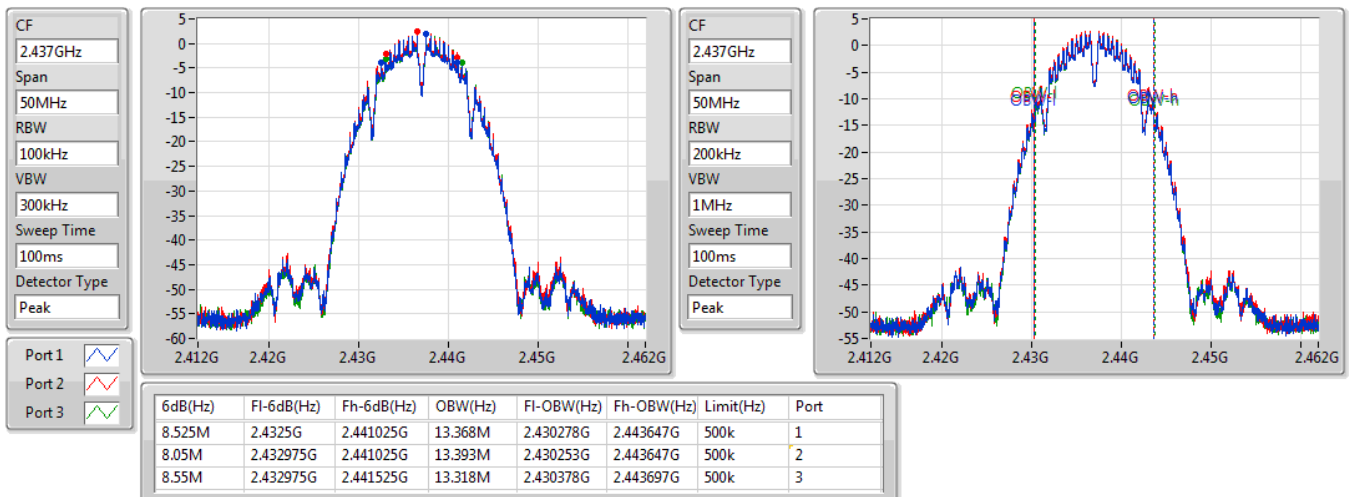 CF
2.437GHz
Span
50MHz
RBW
100kHz
VBW
300kHz
Sweep Time
100ms
Detector Type
Peak
5
0
-5
-10
-15
-20
-25
-30
-35
-40
-45
-50
-55
-60
2.412G 2.42G 2.43G 2.44G 2.45G 2.462G
CF
2.437GHz
Span
50MHz
RBW
200kHz
VBW
1MHz
Sweep Time
100ms
Detector Type
Peak
5
0
-5
-10
-15
-20
-25
-30
-35
-40
-45
-50
-55
OBW-l OBW-h
2.412G 2.42G 2.43G 2.44G 2.45G 2.462G
Port 1
Port 2
Port 3
6dB(Hz) Fl-6dB(Hz) Fh-6dB(Hz) OBW(Hz) Fl-OBW(Hz) Fh-OBW(Hz) Limit(Hz) Port
8.525M 2.4325G 2.441025G 13.368M 2.430278G 2.443647G 500k 1
8.05M 2.432975G 2.441025G 13.393M 2.430253G 2.443647G 500k 2
8.55M 2.432975G 2.441525G 13.318M 2.430378G 2.443697G 500k 3